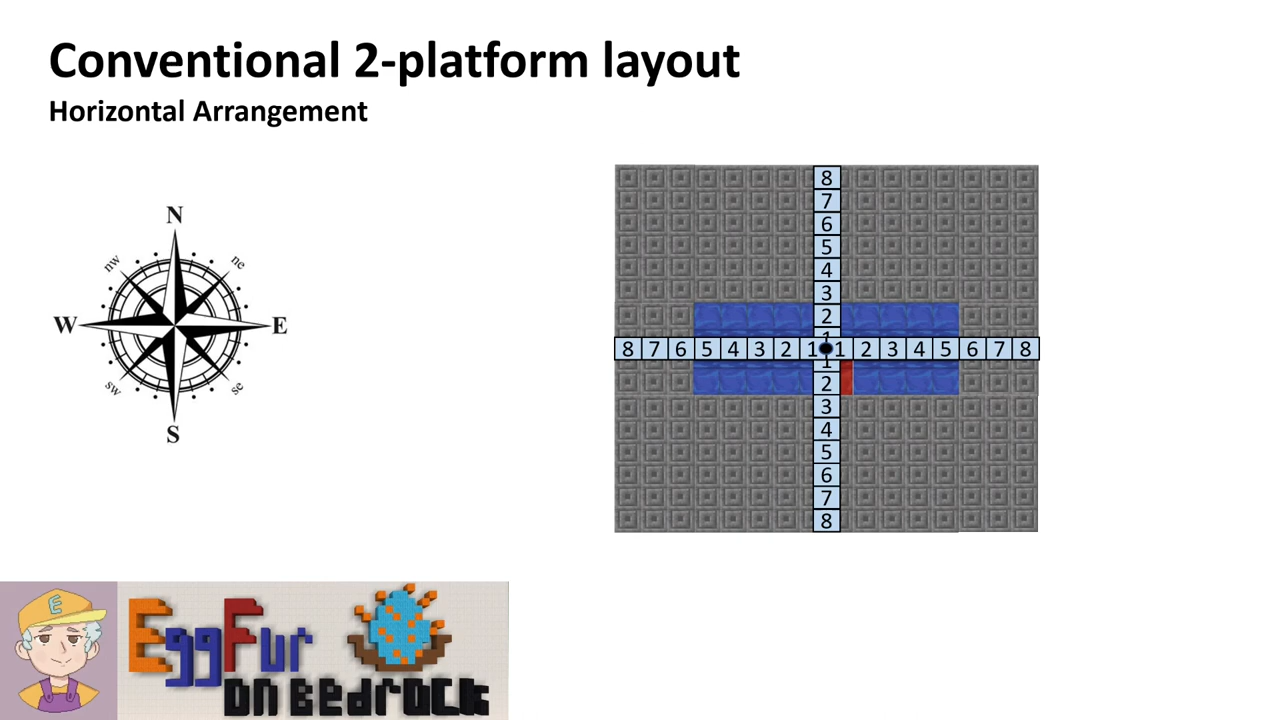 Conventional 2-platform layout
Horizontal Arrangement
N
nw
ne
W
E
sw
se
S
8
7
6
5
4
3
2
1
8 7 6 5 4 3 2 1 1 2 3 4 5 6 7 8
1
2
3
4
5
6
7
8
E
EggFur
ON BEDROCK